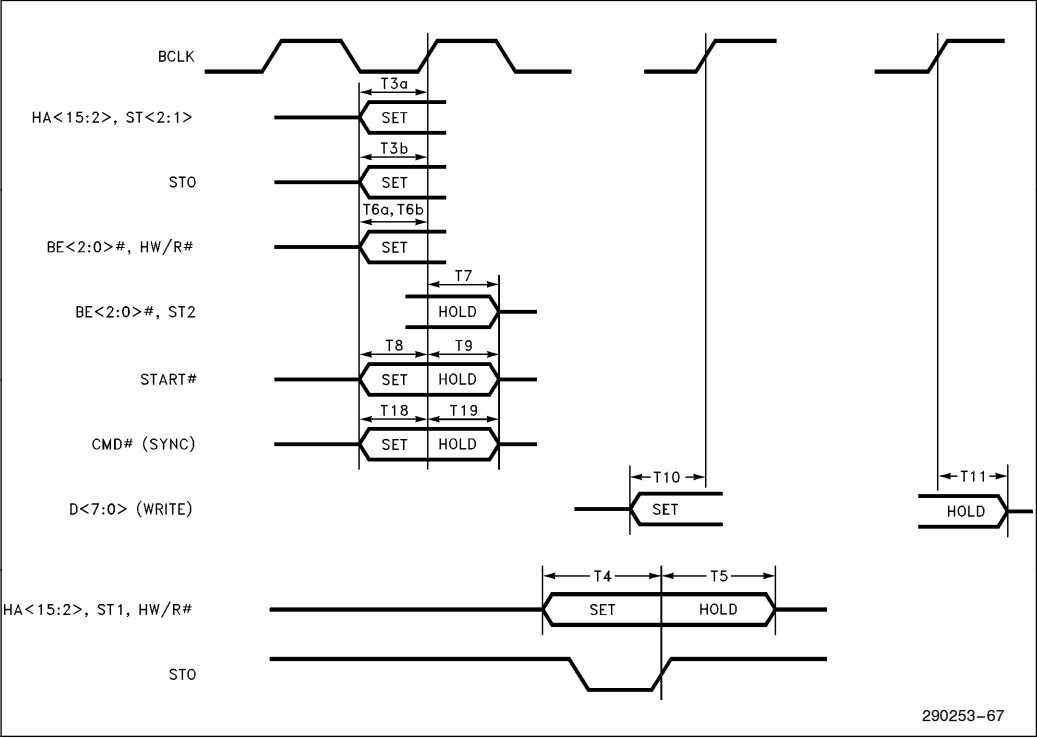 BCLK
T3a
HA<15:2>, ST<2:1>
SET
T3b
ST0
SET
T6a, T6b
BE<2:0>#, HW/R#
SET
T7
BE<2:0>#, ST2
HOLD
T8
T9
START#
SET
HOLD
T18
T19
CMD# (SYNC)
SET
HOLD
T10
T11
D<7:0> (WRITE)
SET
HOLD
T4
T5
HA<15:2>, ST1, HW/R#
SET
HOLD
ST0
290253–67